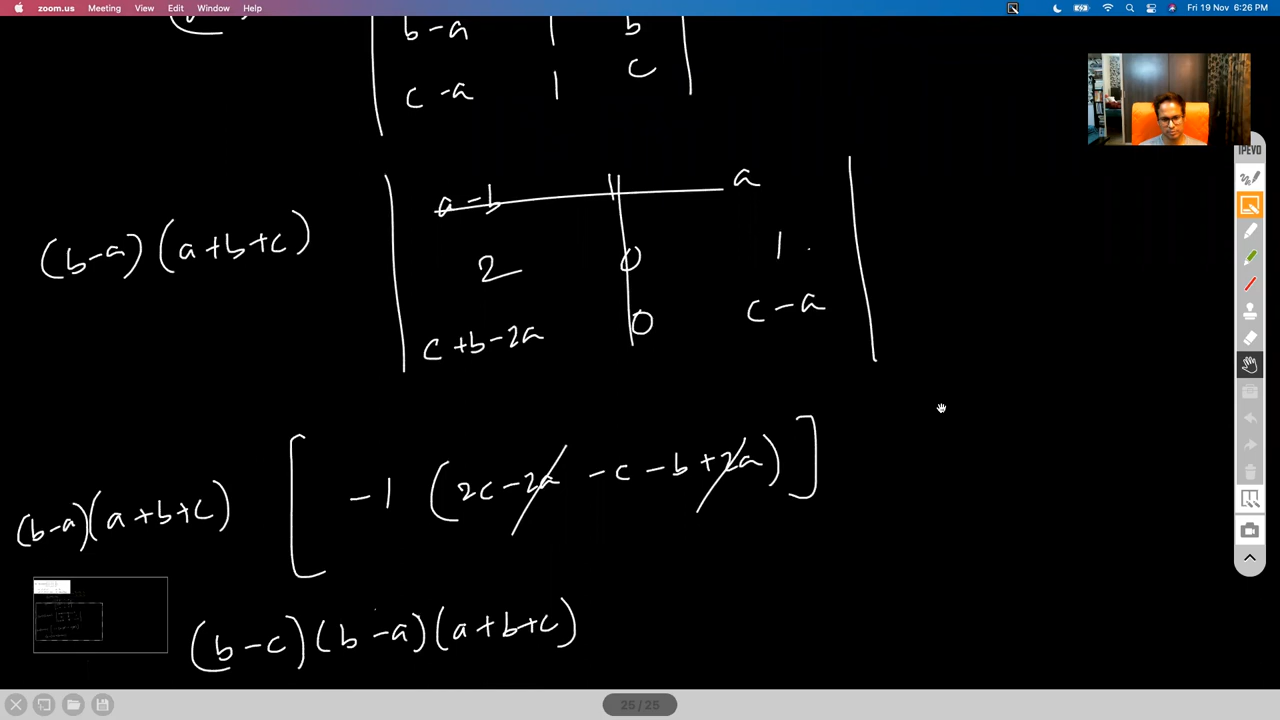 zoom.us Meeting View Edit Window Help Fri 19 Nov 6:26 PM
b-a 1 b
c-a 1 c
IPEVO
a-b 1 a
(b-a)(a+b+c) 2 0 1
c+b-2a 0 c-a
(b-a)(a+b+c) [ -1 (2c-2a -c-b+2a) ]
(b-c)(b-a)(a+b+c)
25 / 25